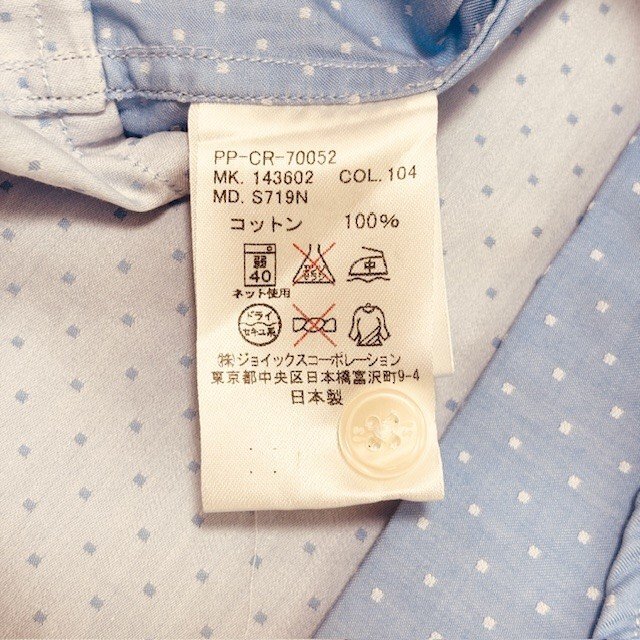 PP-CR-70052
MK. 143602 COL. 104
MD. S719N
コットン 100%
弱
40
中
ネット使用
ドライ
セキユ系
㈱ジョイックスコーポレーション
東京都中央区日本橋富沢町9-4
日本製